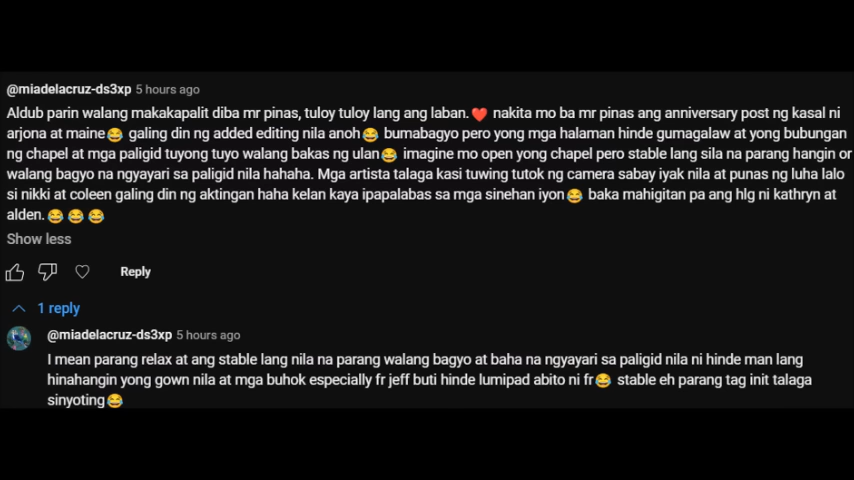 @miadelacruz-ds3xp 5 hours ago
Aldub parin walang makakapalit diba mr pinas, tuloy tuloy lang ang laban.❤️ nakita mo ba mr pinas ang anniversary post ng kasal ni
arjona at maine😂 galing din ng added editing nila anoh😂 bumabagyo pero yong mga halaman hinde gumagalaw at yong bubungan
ng chapel at mga paligid tuyong tuyo walang bakas ng ulan😂 imagine mo open yong chapel pero stable lang sila na parang hangin or
walang bagyo na ngyayari sa paligid nila hahaha. Mga artista talaga kasi tuwing tutok ng camera sabay iyak nila at punas ng luha lalo
si nikki at coleen galing din ng aktingan haha kelan kaya ipapalabas sa mga sinehan iyon😂 baka mahigitan pa ang hlg ni kathryn at
alden.😂😂😂
Show less
Reply
1 reply
@miadelacruz-ds3xp 5 hours ago
I mean parang relax at ang stable lang nila na parang walang bagyo at baha na ngyayari sa paligid nila ni hinde man lang
hinahangin yong gown nila at mga buhok especially fr jeff buti hinde lumipad abito ni fr😂 stable eh parang tag init talaga
sinyoting😂